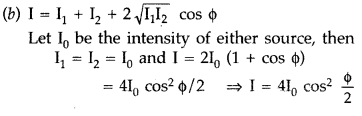 (b) I = I₁ + I₂ + 2√I₁I₂ cos ϕ
Let I₀ be the intensity of either source, then
I₁ = I₂ = I₀ and I = 2I₀ (1 + cos ϕ)
= 4I₀ cos² ϕ/2 ⇒ I = 4I₀ cos² ϕ/2